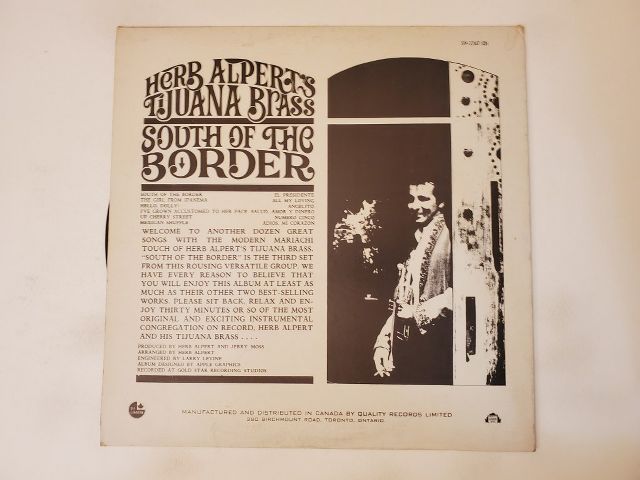 HERB ALPERT'S
TIJUANA BRASS
SOUTH OF THE
BORDER
SOUTH OF THE BORDER EL PRESIDENTE
THE GIRL FROM IPANEMA ALL MY LOVING
HELLO, DOLLY! ANGELITO
I'VE GROWN ACCUSTOMED TO HER FACE SALUD, AMOR Y DINERO
UP CHERRY STREET NUMERO CINCO
MEXICAN SHUFFLE ADIOS, MI CORAZON
WELCOME TO ANOTHER DOZEN GREAT
SONGS WITH THE MODERN MARIACHI
TOUCH OF HERB ALPERT'S TIJUANA BRASS.
"SOUTH OF THE BORDER" IS THE THIRD SET
FROM THIS ROUSING VERSATILE GROUP. WE
HAVE EVERY REASON TO BELIEVE THAT
YOU WILL ENJOY THIS ALBUM AT LEAST AS
MUCH AS THEIR OTHER TWO BEST-SELLING
WORKS. PLEASE SIT BACK, RELAX AND EN-
JOY THIRTY MINUTES OR SO OF THE MOST
ORIGINAL AND EXCITING INSTRUMENTAL
CONGREGATION ON RECORD, HERB ALPERT
AND HIS TIJUANA BRASS . . . .
PRODUCED BY HERB ALPERT AND JERRY MOSS
ARRANGED BY HERB ALPERT
ENGINEERED BY LARRY LEVINE
ALBUM DESIGNED BY APPLE GRAPHICS
RECORDED AT GOLD STAR RECORDING STUDIOS
MANUFACTURED AND DISTRIBUTED IN CANADA BY QUALITY RECORDS LIMITED
380 BIRCHMOUNT ROAD, TORONTO, ONTARIO.